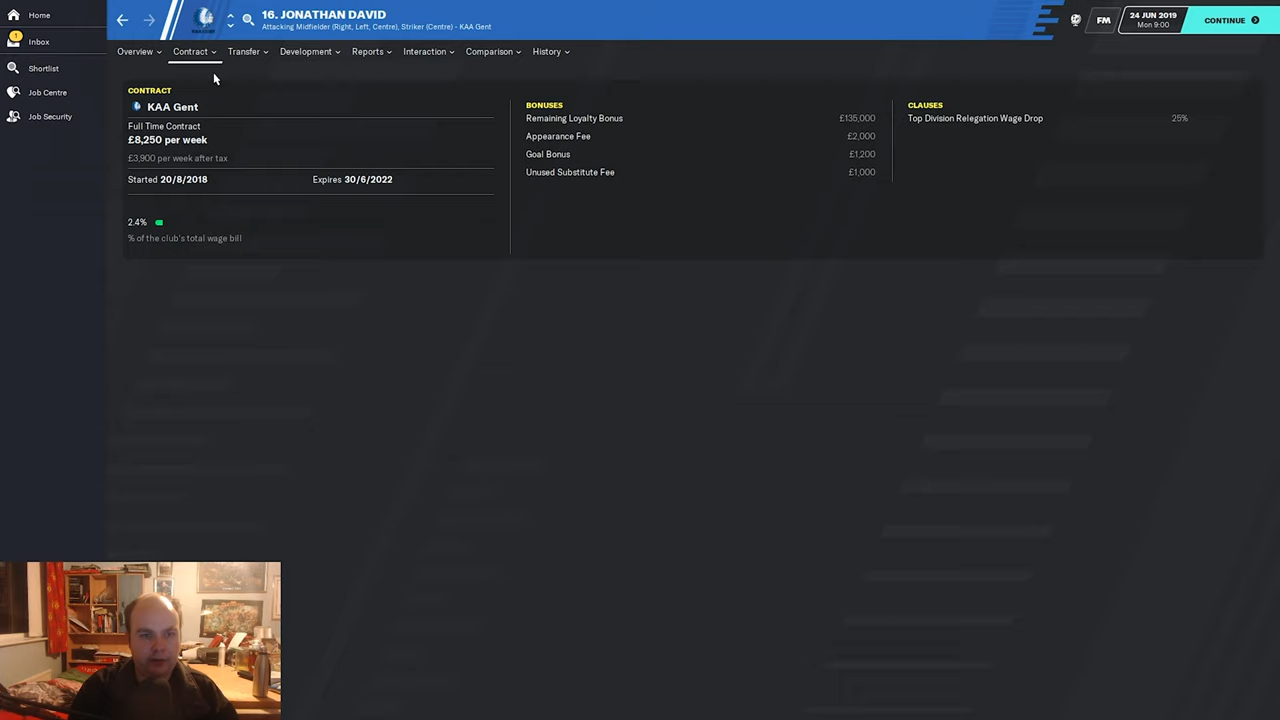 Home
1
Inbox
Shortlist
Job Centre
Job Security
16. JONATHAN DAVID
Attacking Midfielder (Right, Left, Centre), Striker (Centre) - KAA Gent
FM
24 JUN 2019
Mon 9:00
CONTINUE
Overview
Contract
Transfer
Development
Reports
Interaction
Comparison
History
CONTRACT
KAA Gent
Full Time Contract
£8,250 per week
£3,900 per week after tax
Started 20/8/2018 Expires 30/6/2022
2.4%
% of the club's total wage bill
BONUSES
Remaining Loyalty Bonus £135,000
Appearance Fee £2,000
Goal Bonus £1,200
Unused Substitute Fee £1,000
CLAUSES
Top Division Relegation Wage Drop 25%